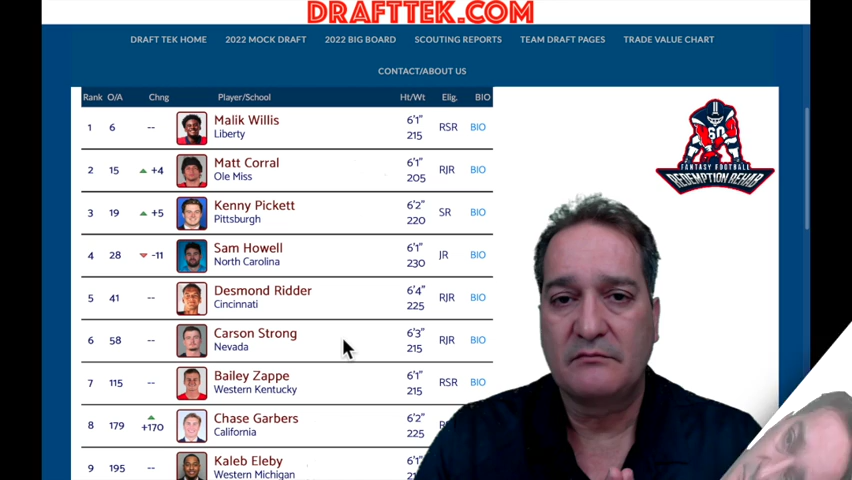 DRAFTTEK.COM
DRAFT TEK HOME 2022 MOCK DRAFT 2022 BIG BOARD SCOUTING REPORTS TEAM DRAFT PAGES TRADE VALUE CHART
CONTACT/ABOUT US
Rank O/A Chng Player/School Ht/Wt Elig. BIO
1 6 -- Malik Willis 6'1" RSR BIO
Liberty 215
2 15 +4 Matt Corral 6'1" RJR BIO
Ole Miss 205
3 19 +5 Kenny Pickett 6'2" SR BIO
Pittsburgh 220
4 28 -11 Sam Howell 6'1" JR BIO
North Carolina 230
5 41 -- Desmond Ridder 6'4" RJR BIO
Cincinnati 225
6 58 -- Carson Strong 6'3" RJR BIO
Nevada 215
7 115 -- Bailey Zappe 6'1" RSR BIO
Western Kentucky 215
8 179 +170 Chase Garbers 6'2"
California 225
9 195 -- Kaleb Eleby 6'1"
Western Michigan
60
FANTASY FOOTBALL
REDEMPTION REHAB